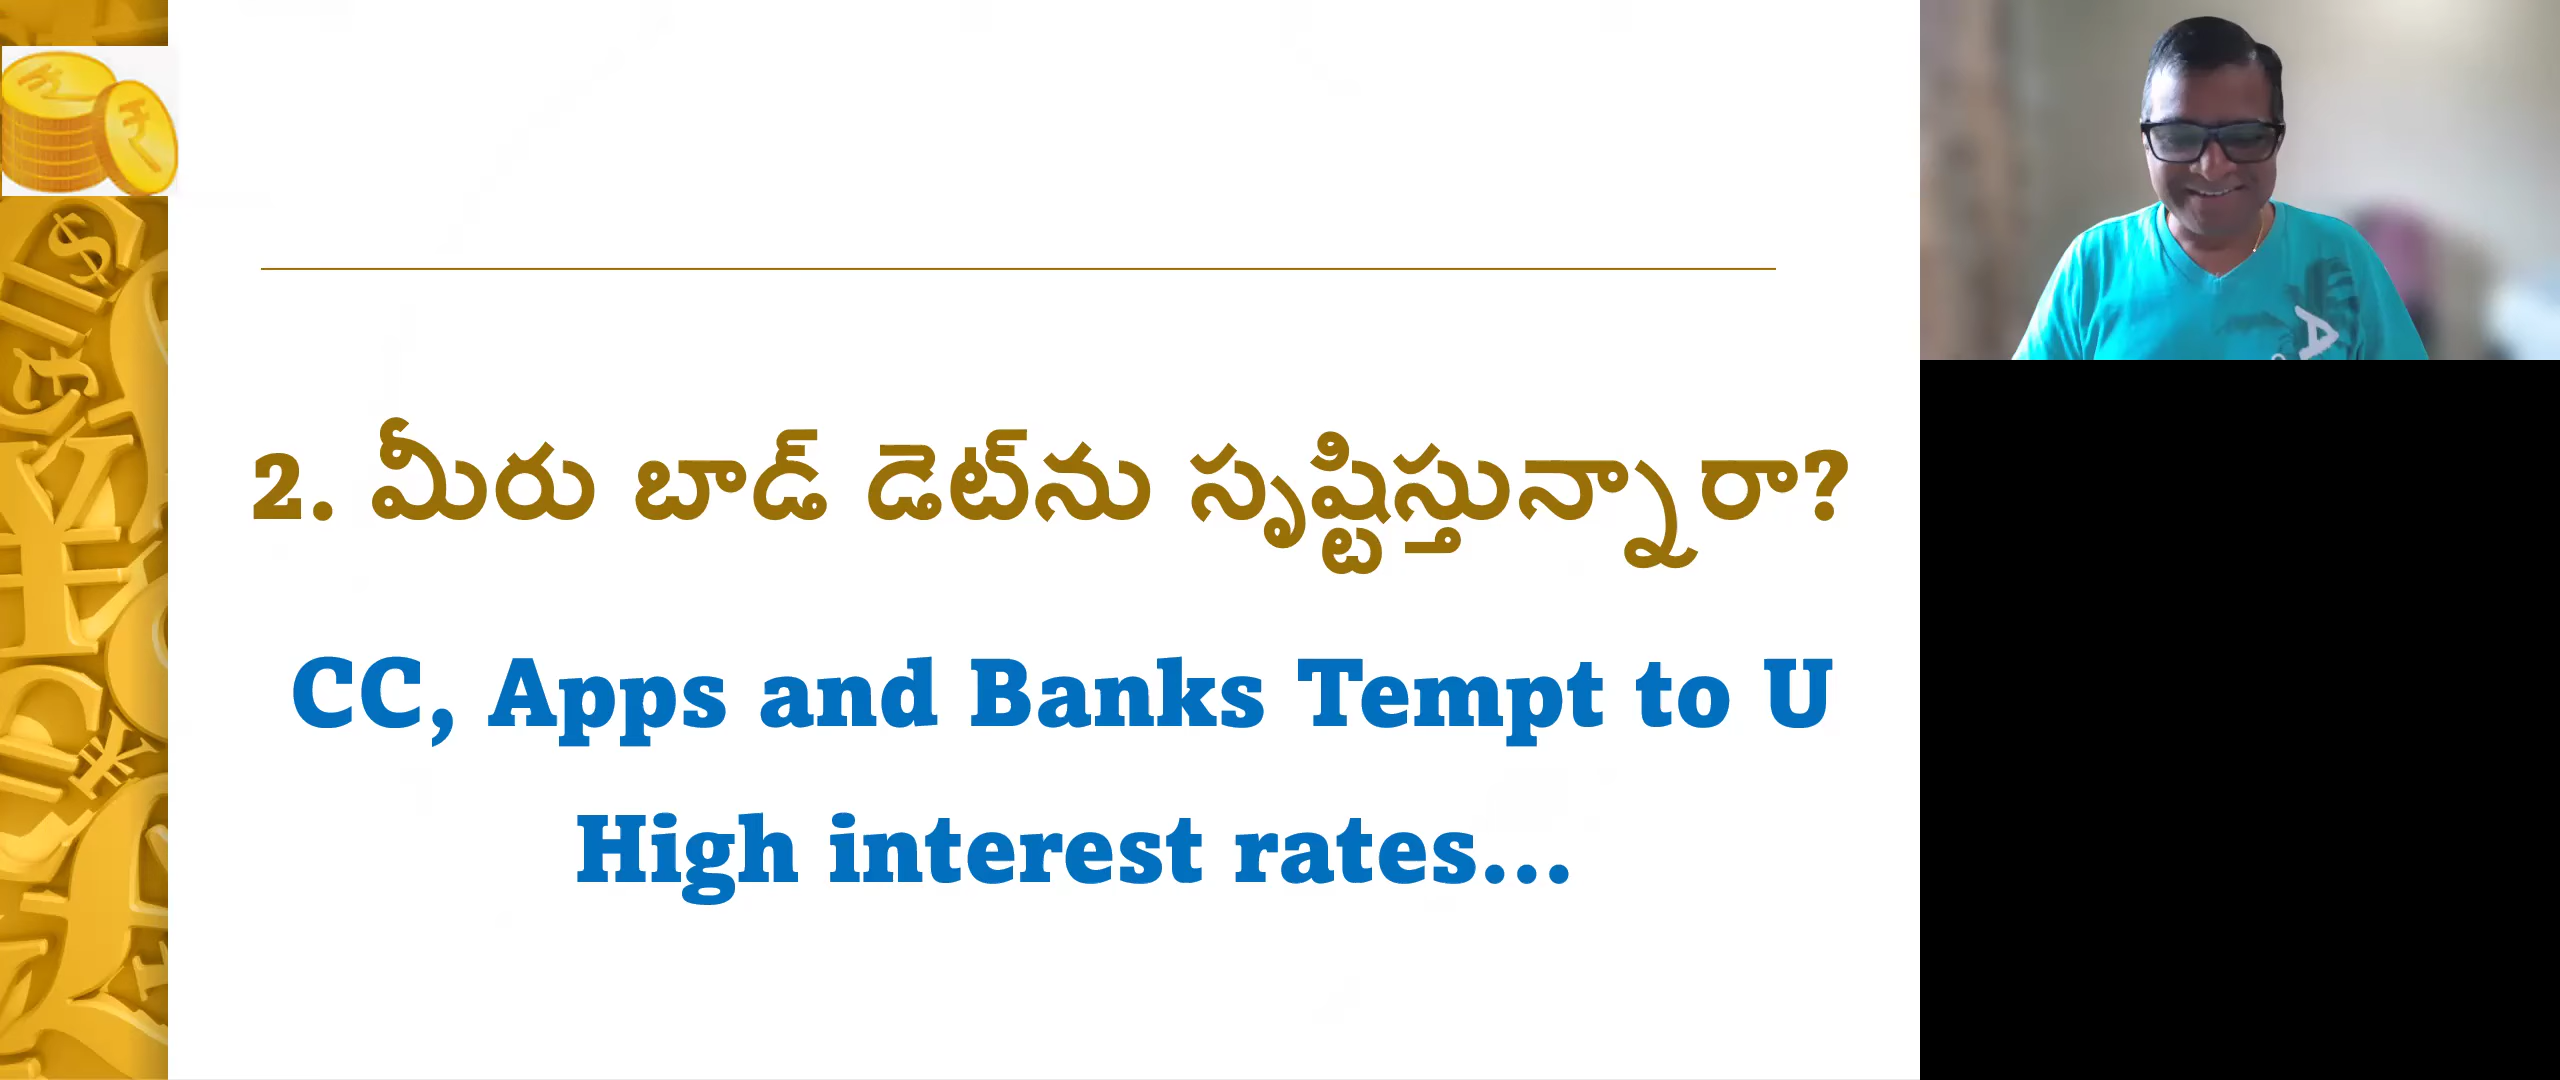 2. మీరు బాడ్ డెట్‌ను సృష్టిస్తున్నారా?
CC, Apps and Banks Tempt to U
High interest rates...